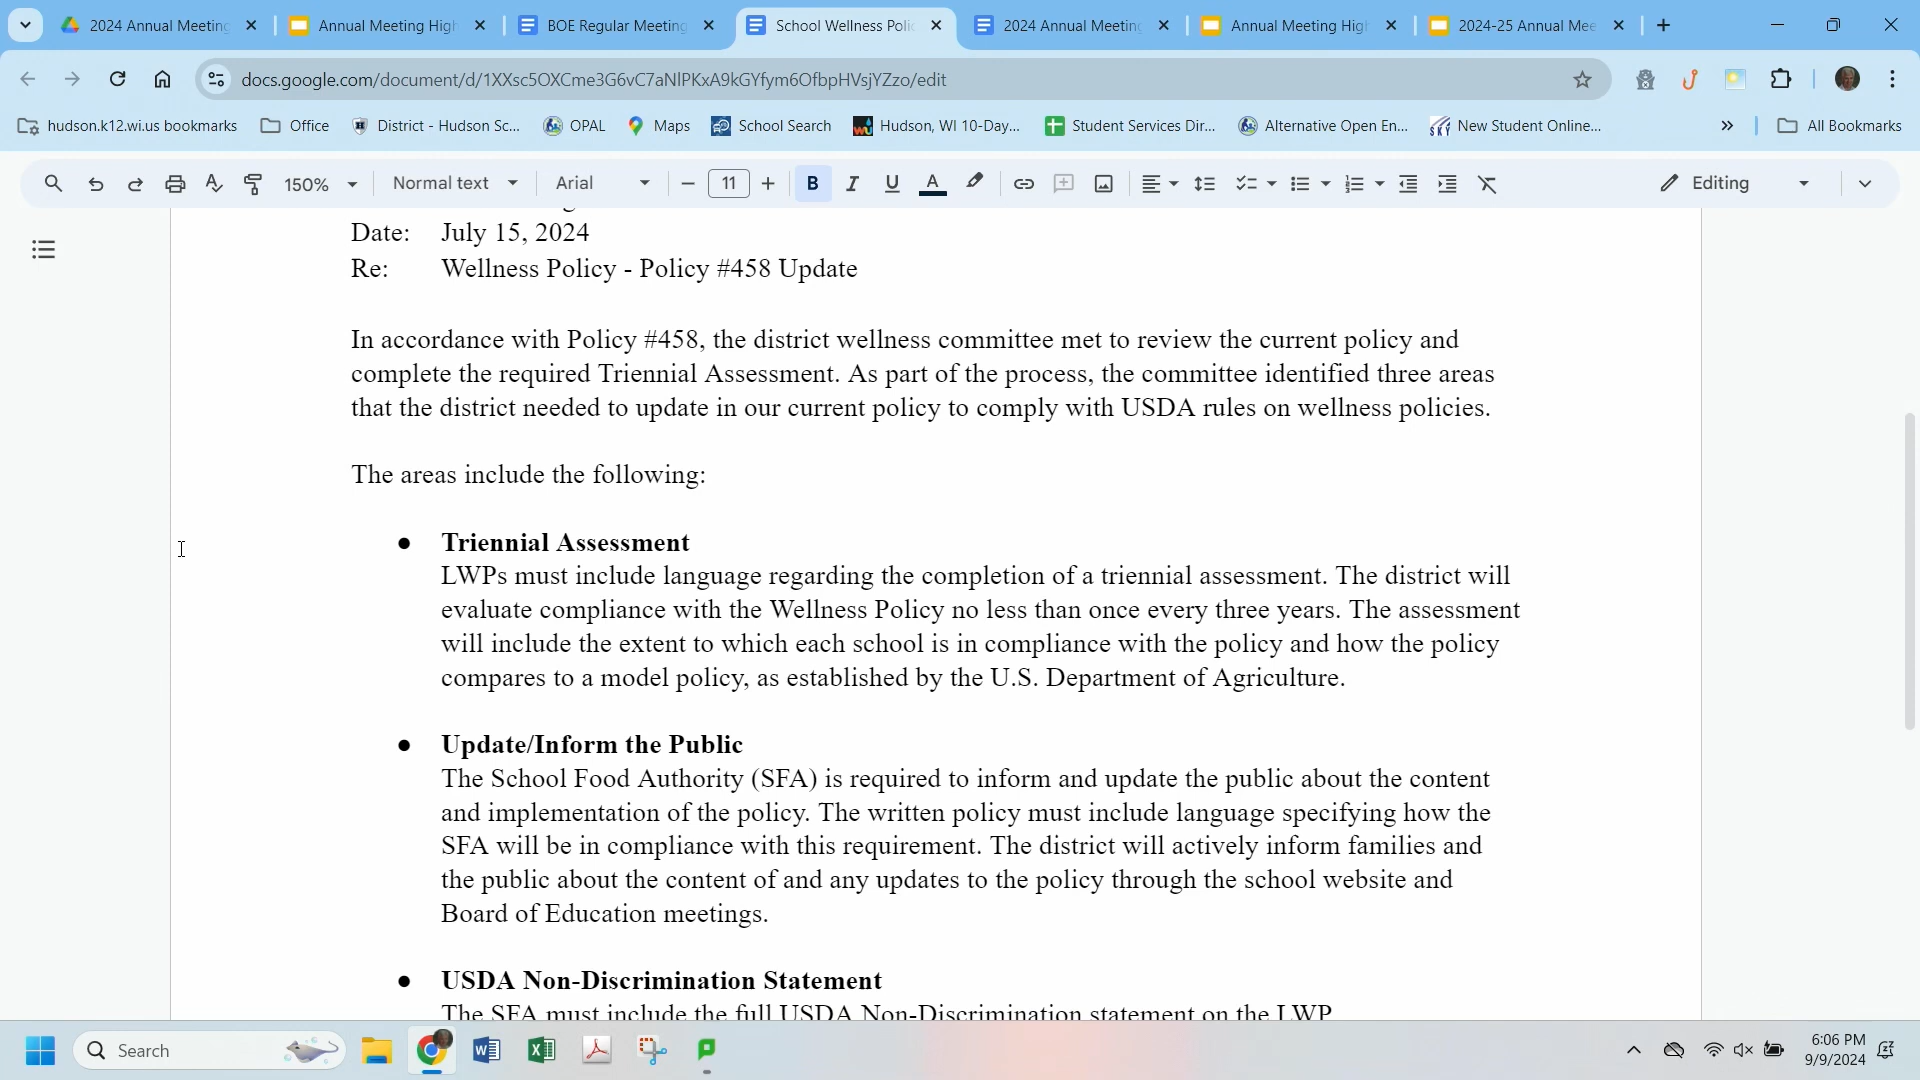 2024 Annual Meeting
Annual Meeting High
BOE Regular Meeting
School Wellness Polic
2024 Annual Meeting
Annual Meeting High
2024-25 Annual Mee
docs.google.com/document/d/1XXsc5OXCme3G6vC7aNlPKxA9kGYfym6OfbpHVsjYZzo/edit
hudson.k12.wi.us bookmarks
Office
District - Hudson Sc...
OPAL
Maps
School Search
Hudson, WI 10-Day...
Student Services Dir...
Alternative Open En...
New Student Online...
All Bookmarks
150%
Normal text
Arial
11
Editing
Date: July 15, 2024
Re: Wellness Policy - Policy #458 Update
In accordance with Policy #458, the district wellness committee met to review the current policy and
complete the required Triennial Assessment. As part of the process, the committee identified three areas
that the district needed to update in our current policy to comply with USDA rules on wellness policies.
The areas include the following:
● Triennial Assessment
LWPs must include language regarding the completion of a triennial assessment. The district will
evaluate compliance with the Wellness Policy no less than once every three years. The assessment
will include the extent to which each school is in compliance with the policy and how the policy
compares to a model policy, as established by the U.S. Department of Agriculture.
● Update/Inform the Public
The School Food Authority (SFA) is required to inform and update the public about the content
and implementation of the policy. The written policy must include language specifying how the
SFA will be in compliance with this requirement. The district will actively inform families and
the public about the content of and any updates to the policy through the school website and
Board of Education meetings.
● USDA Non-Discrimination Statement
The SFA must include the full USDA Non-Discrimination statement on the LWP
Search
6:06 PM
9/9/2024